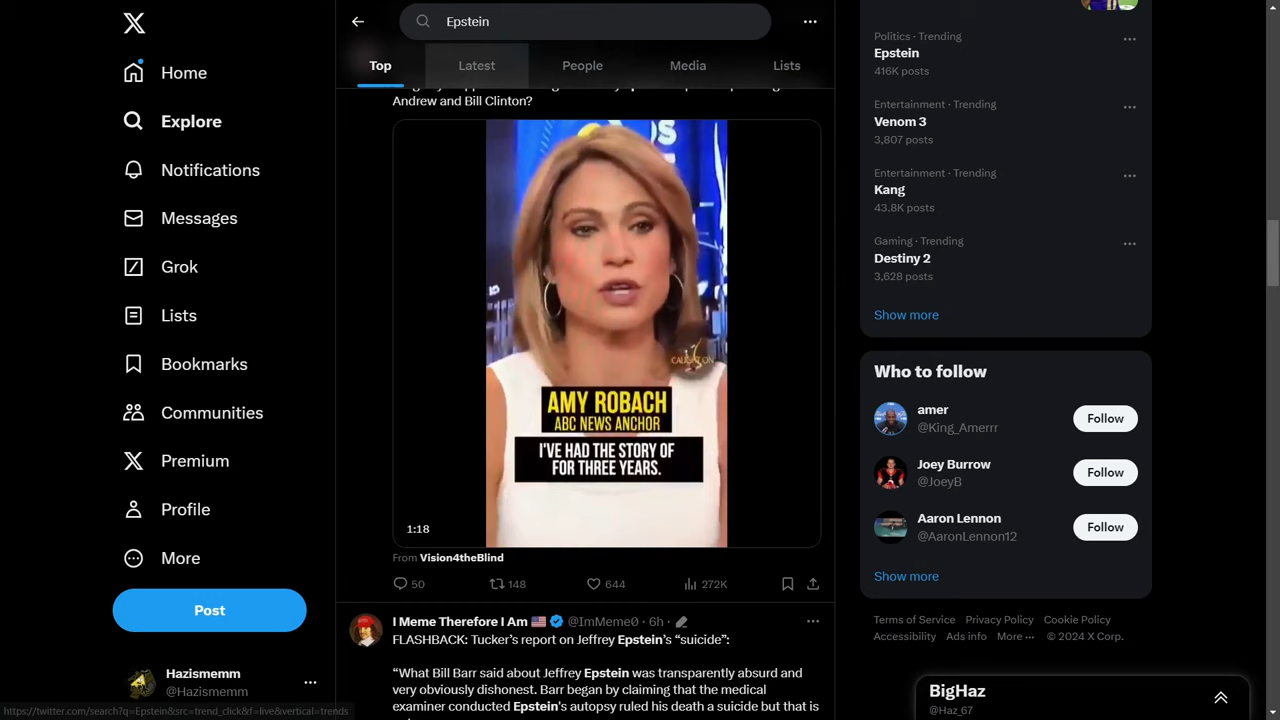 Home
Explore
Notifications
Messages
Grok
Lists
Bookmarks
Communities
Premium
Profile
More
Post
Hazismemm
@Hazismemm
https://twitter.com/search?q=Epstein&src=trend_click&f=live&vertical=trends
Epstein
Top
Latest
People
Media
Lists
Andrew and Bill Clinton?
CAUGHT ON
AMY ROBACH
ABC NEWS ANCHOR
I'VE HAD THE STORY OF
FOR THREE YEARS.
1:18
From Vision4theBlind
50
148
644
272K
I Meme Therefore I Am 🇺🇸 @ImMeme0 · 6h ·
FLASHBACK: Tucker's report on Jeffrey Epstein's “suicide”:
“What Bill Barr said about Jeffrey Epstein was transparently absurd and
very obviously dishonest. Barr began by claiming that the medical
examiner conducted Epstein's autopsy ruled his death a suicide but that is
Politics · Trending
Epstein
416K posts
Entertainment · Trending
Venom 3
3,807 posts
Entertainment · Trending
Kang
43.8K posts
Gaming · Trending
Destiny 2
3,628 posts
Show more
Who to follow
amer
@King_Amerrr
Follow
Joey Burrow
@JoeyB
Follow
Aaron Lennon
@AaronLennon12
Follow
Show more
Terms of Service Privacy Policy Cookie Policy
Accessibility Ads info More ··· © 2024 X Corp.
BigHaz
@Haz_67